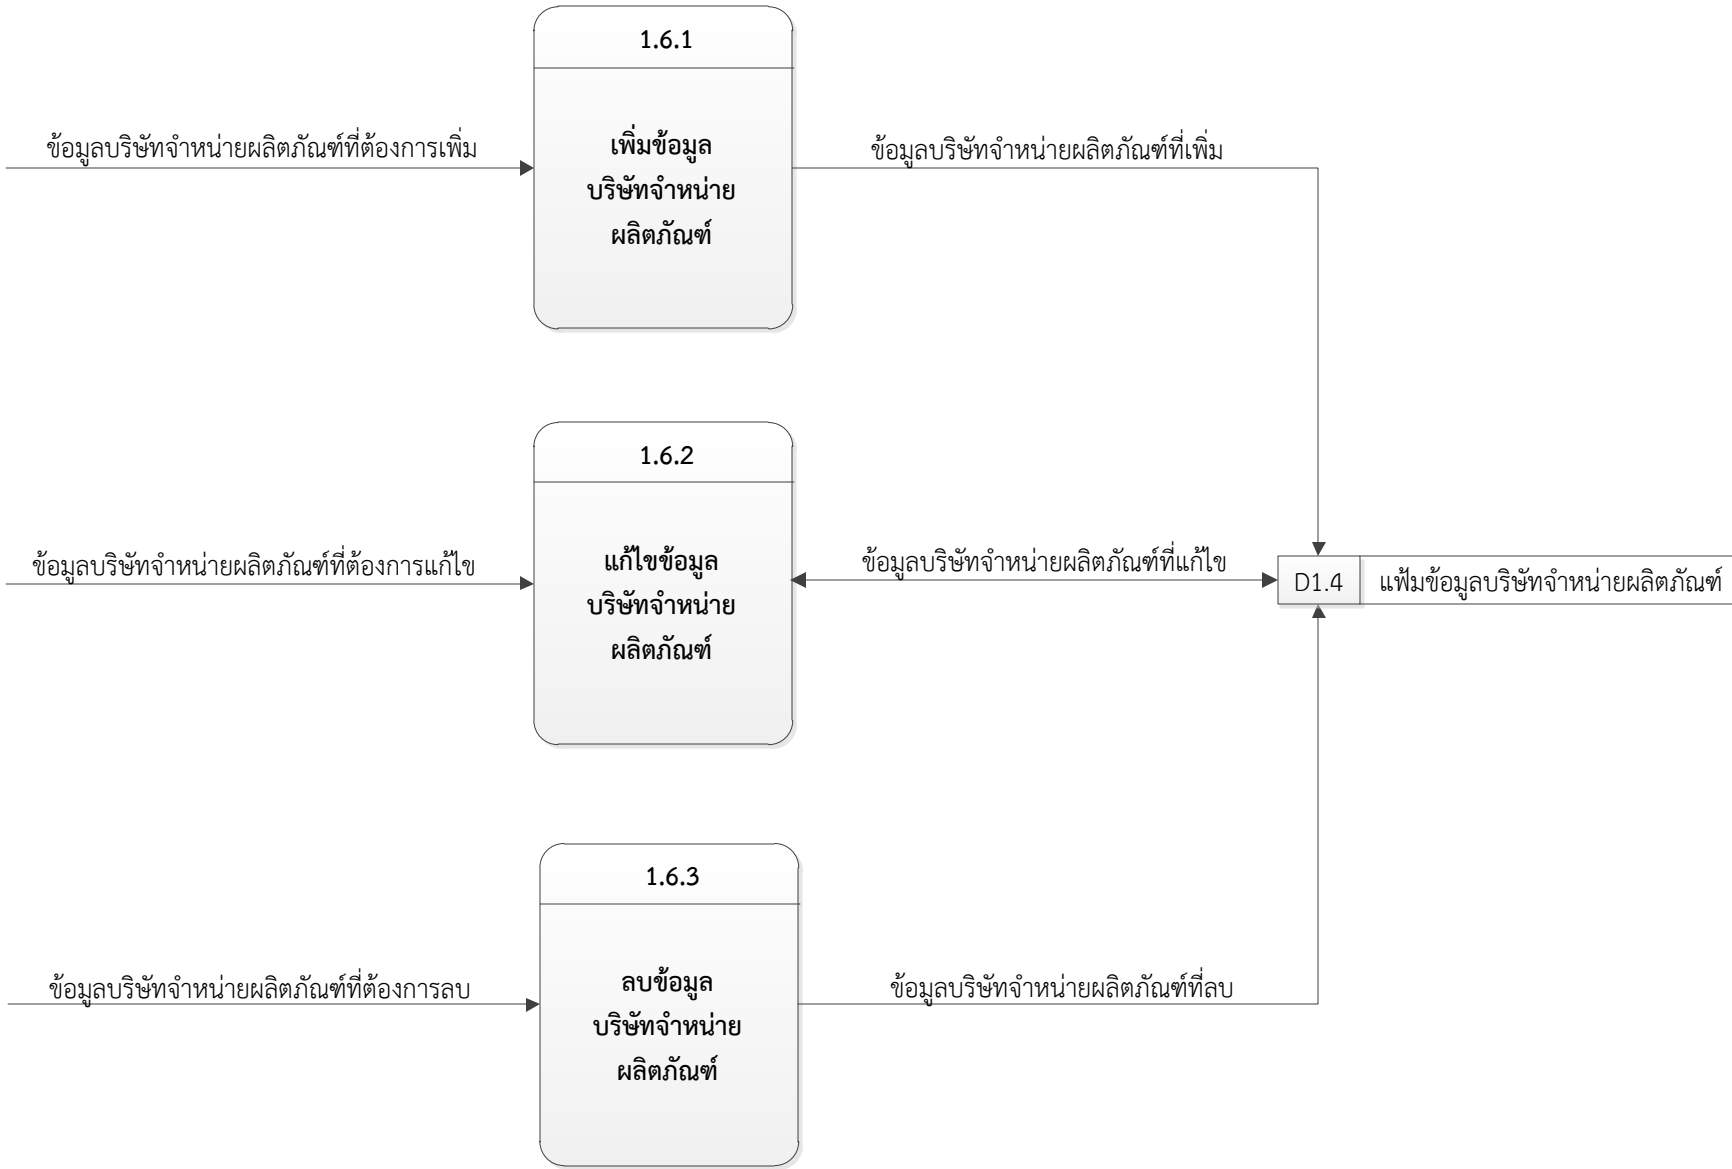 1.6.1
ข้อมูลบริษัทจำหน่ายผลิตภัณฑ์ที่ต้องการเพิ่ม
เพิ่มข้อมูล
บริษัทจำหน่าย
ผลิตภัณฑ์
ข้อมูลบริษัทจำหน่ายผลิตภัณฑ์ที่เพิ่ม
1.6.2
ข้อมูลบริษัทจำหน่ายผลิตภัณฑ์ที่ต้องการแก้ไข
แก้ไขข้อมูล
บริษัทจำหน่าย
ผลิตภัณฑ์
ข้อมูลบริษัทจำหน่ายผลิตภัณฑ์ที่แก้ไข
D1.4 แฟ้มข้อมูลบริษัทจำหน่ายผลิตภัณฑ์
1.6.3
ข้อมูลบริษัทจำหน่ายผลิตภัณฑ์ที่ต้องการลบ
ลบข้อมูล
บริษัทจำหน่าย
ผลิตภัณฑ์
ข้อมูลบริษัทจำหน่ายผลิตภัณฑ์ที่ลบ